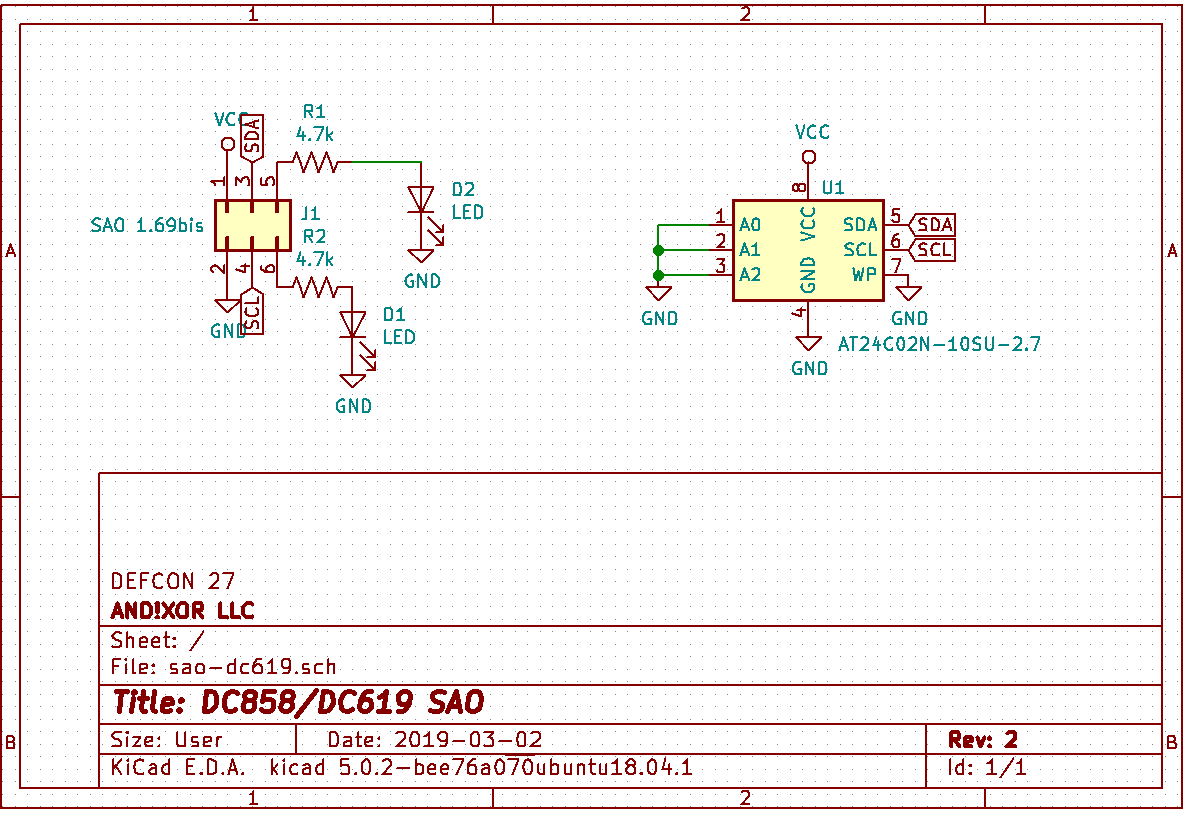 1 2
VCC
SDA
R1
4.7k
1 3 5
D2
LED
SAO 1.69bis
J1
R2
4.7k
2 4 6
GND
SCL
GND
D1
LED
GND
VCC
8
U1
1 A0
2 A1
3 A2
VCC
GND
SDA 5 SDA
SCL 6 SCL
WP 7
GND
GND
4
AT24C02N-10SU-2.7
GND
A A
DEFCON 27
AND!XOR LLC
Sheet: /
File: sao-dc619.sch
Title: DC858/DC619 SAO
Size: User Date: 2019-03-02 Rev: 2
KiCad E.D.A. kicad 5.0.2-bee76a070ubuntu18.04.1 Id: 1/1
B B
1 2